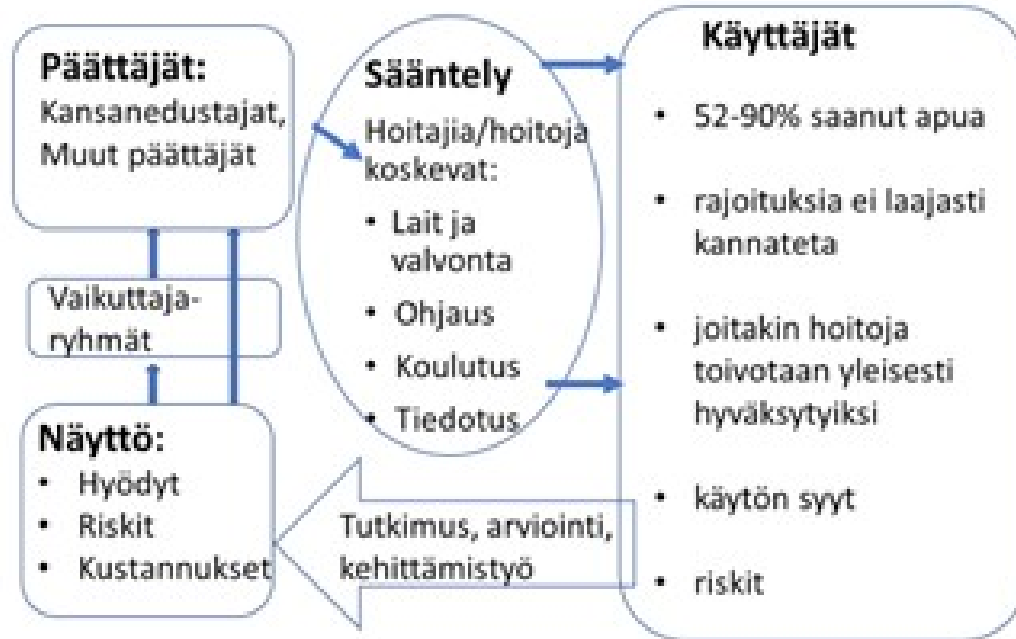 Päättäjät:
Kansanedustajat,
Muut päättäjät
Vaikuttaja-
ryhmät
Näyttö:
• Hyödyt
• Riskit
• Kustannukset
Sääntely
Hoitajia/hoitoja
koskevat:
• Lait ja
valvonta
• Ohjaus
• Koulutus
• Tiedotus
Tutkimus, arviointi,
kehittämistyö
Käyttäjät
• 52-90% saanut apua
• rajoituksia ei laajasti
kannateta
• joitakin hoitoja
toivotaan yleisesti
hyväksytyiksi
• käytön syyt
• riskit